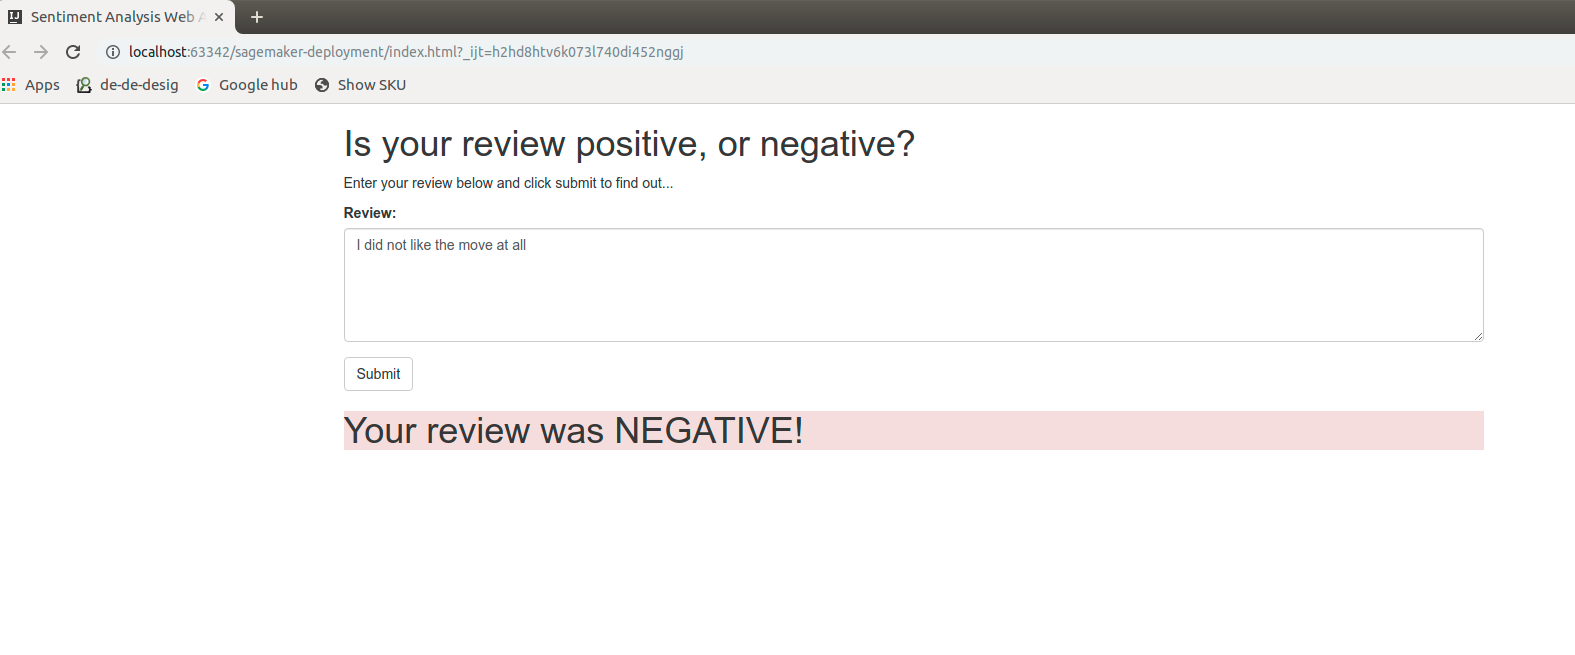 Sentiment Analysis Web A
localhost:63342/sagemaker-deployment/index.html?_ijt=h2hd8htv6k073l740di452nggj
Apps de-de-desig Google hub Show SKU
Is your review positive, or negative?
Enter your review below and click submit to find out...
Review:
I did not like the move at all
Submit
Your review was NEGATIVE!